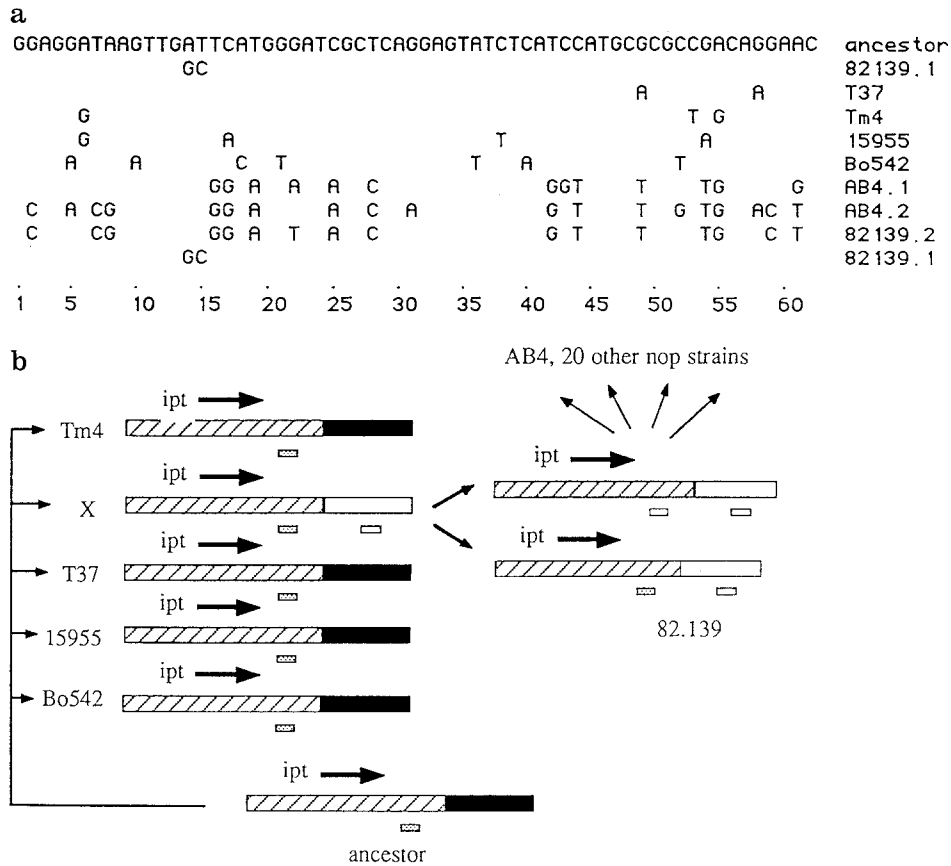 a
GGAGGATAAGTTGATTCATGGGATCGCTCAGGAGTATCTCATCCATGCGCGCCGACAGGAAC ancestor
GC 82139.1
A A T37
G T G Tm4
G A T A 15955
A A C T T A T Bo542
GG A A A C GGT T TG G AB4.1
C A CG GG A A C A G T T G TG AC T AB4.2
C CG GG A T A C G T T TG C T 82139.2
GC 82139.1
1 5 10 15 20 25 30 35 40 45 50 55 60
b
AB4, 20 other nop strains
ipt
Tm4
ipt
X
ipt
T37
ipt
15955
ipt
Bo542
ipt
ipt
82.139
ipt
ancestor